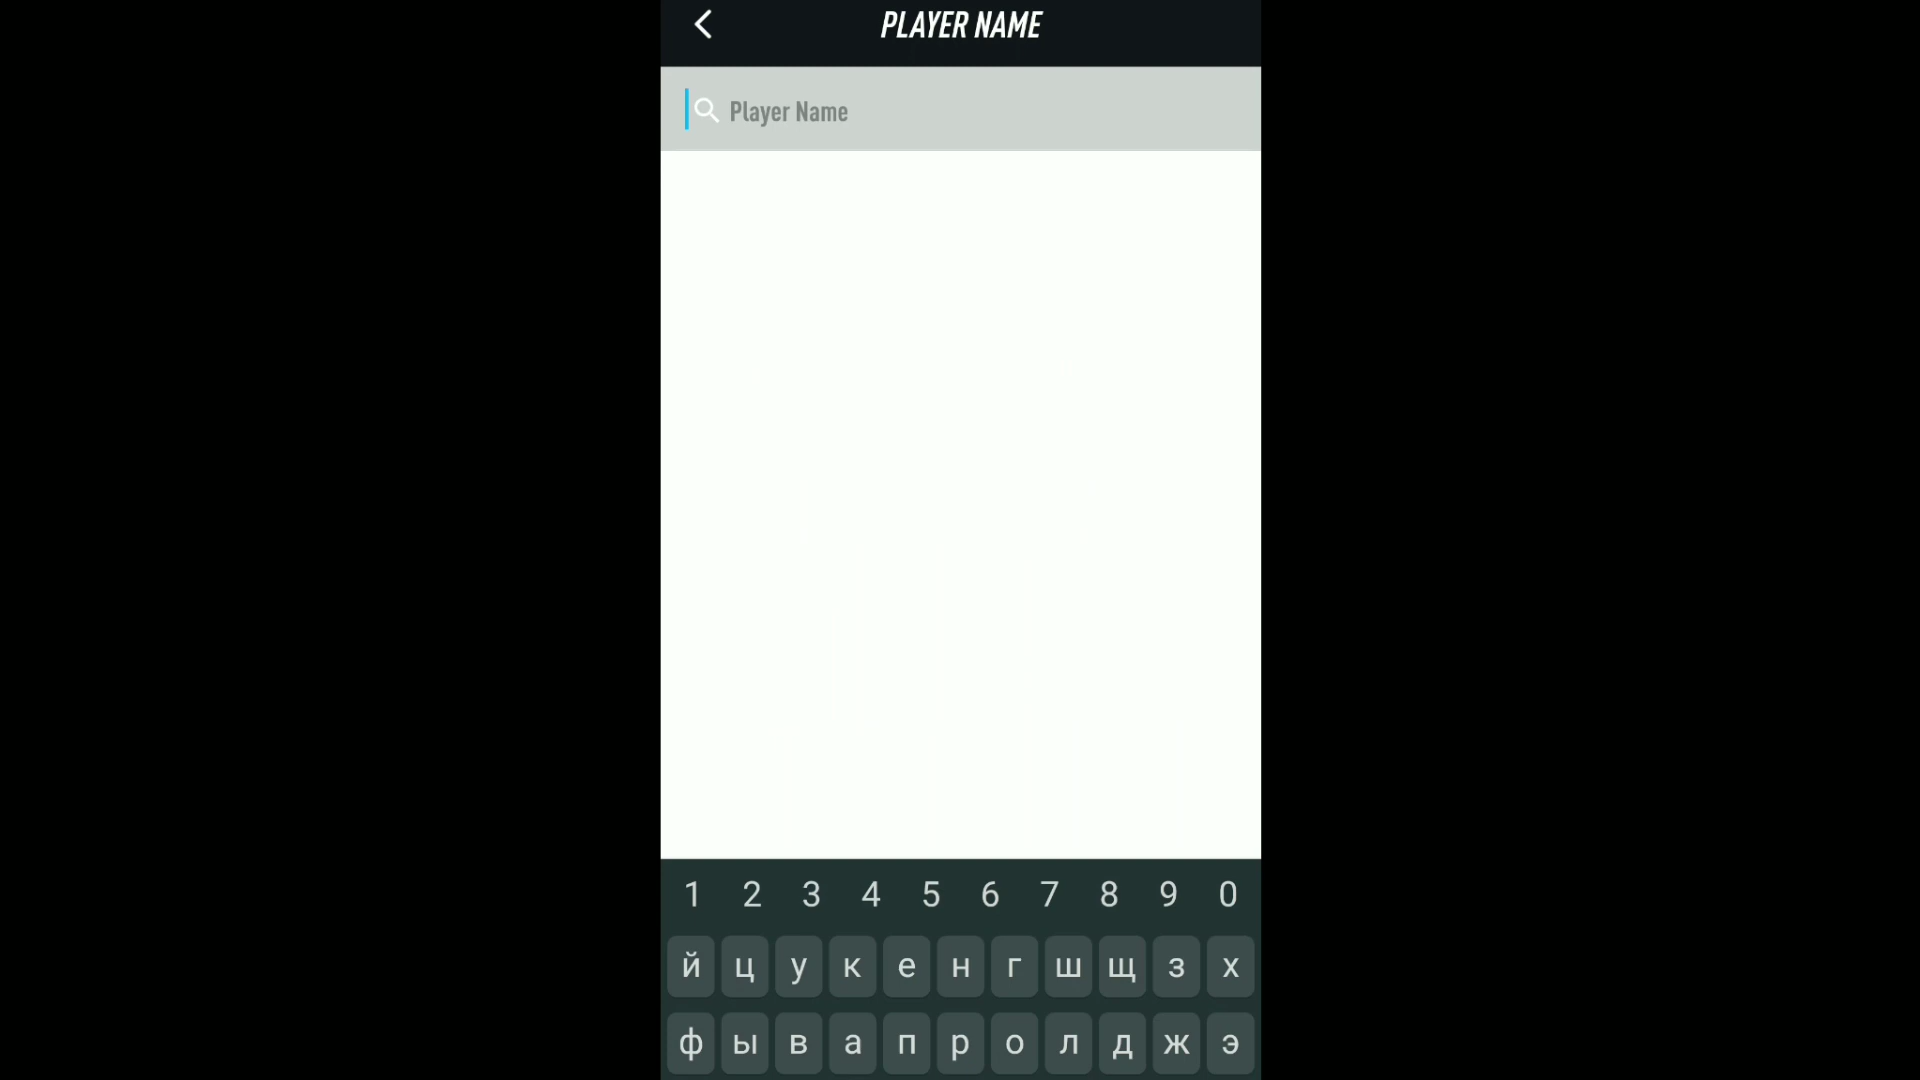 PLAYER NAME
Player Name
1 2 3 4 5 6 7 8 9 0
й ц у к е н г ш щ з х
ф ы в а п р о л д ж э